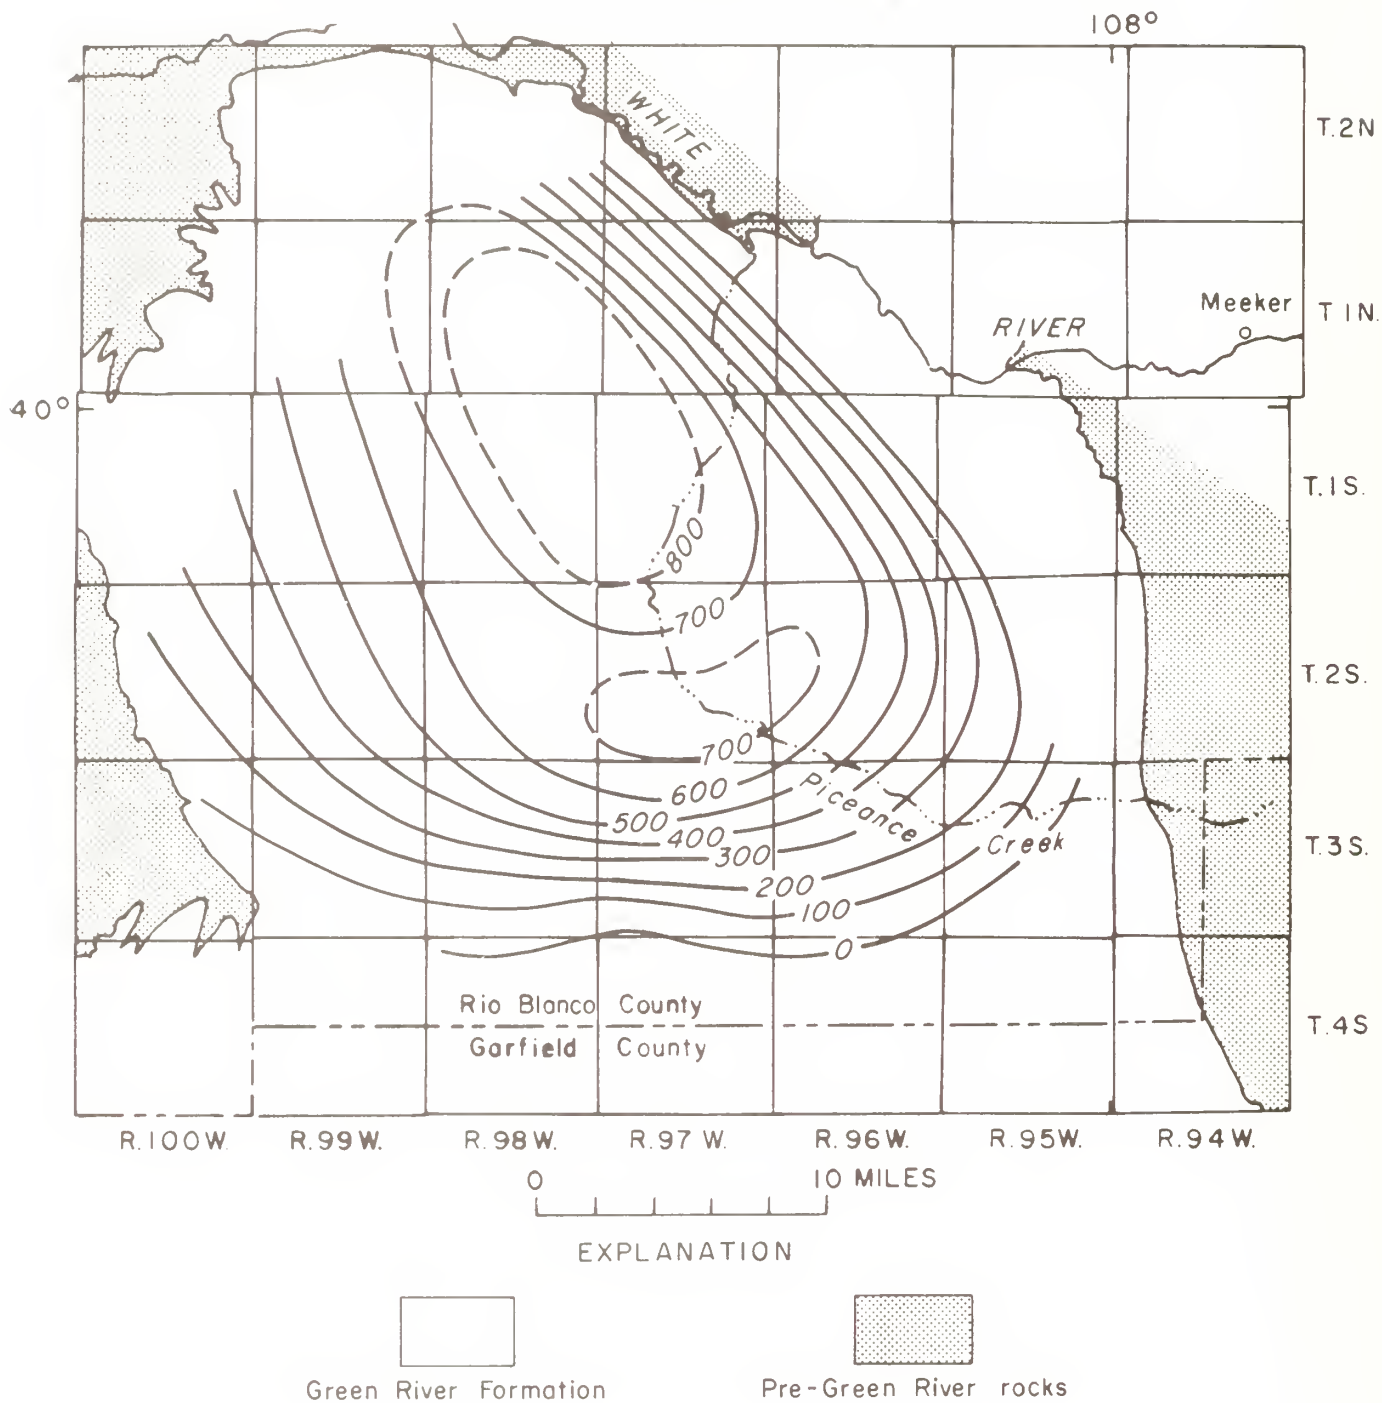 108°
T.2N
WHITE
Meeker
T 1N.
RIVER
40°
T.1S.
800
700
T.2S.
700
600
Piceance
500
400
Creek
T.3S.
300
200
100
0
Rio Blanco County
T.4S
Garfield County
R.100W. R.99W. R.98W. R.97W. R.96W. R.95W. R.94W.
0 10 MILES
EXPLANATION
Green River Formation
Pre-Green River rocks